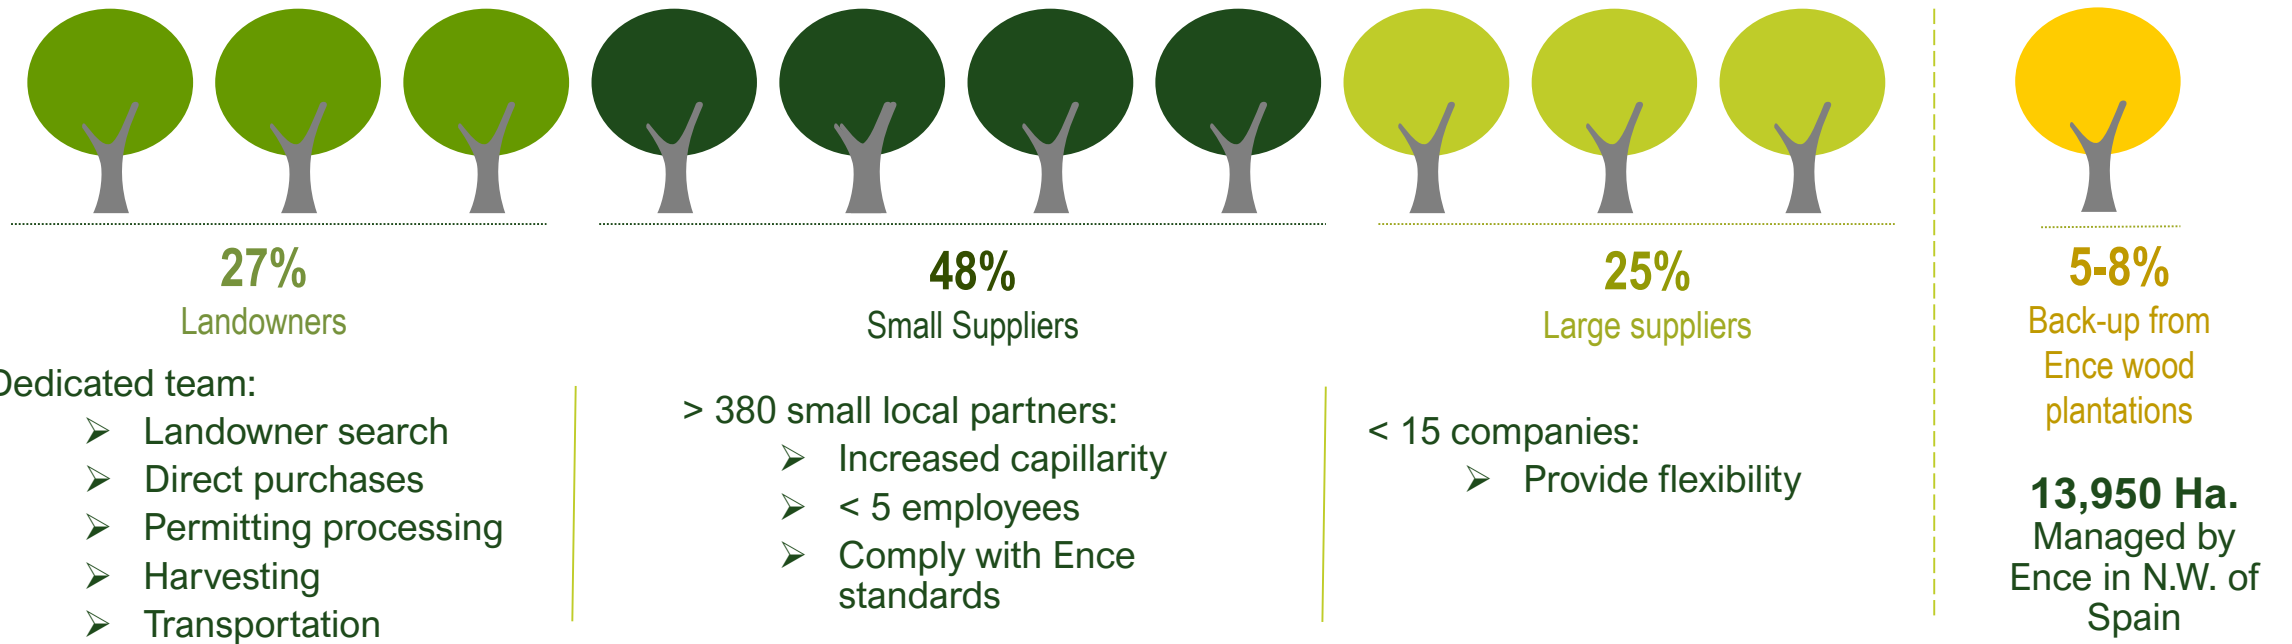 27%
Landowners
Dedicated team:
➢ Landowner search
➢ Direct purchases
➢ Permitting processing
➢ Harvesting
➢ Transportation
48%
Small Suppliers
> 380 small local partners:
➢ Increased capillarity
➢ < 5 employees
➢ Comply with Ence
standards
25%
Large suppliers
< 15 companies:
➢ Provide flexibility
5-8%
Back-up from
Ence wood
plantations
13,950 Ha.
Managed by
Ence in N.W. of
Spain